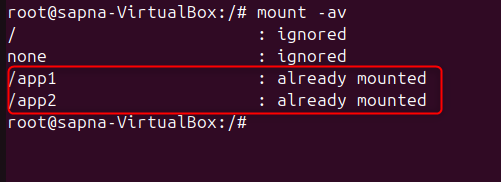 root@sapna-VirtualBox:/# mount -av
/                        : ignored
none                     : ignored
/app1                    : already mounted
/app2                    : already mounted
root@sapna-VirtualBox:/#